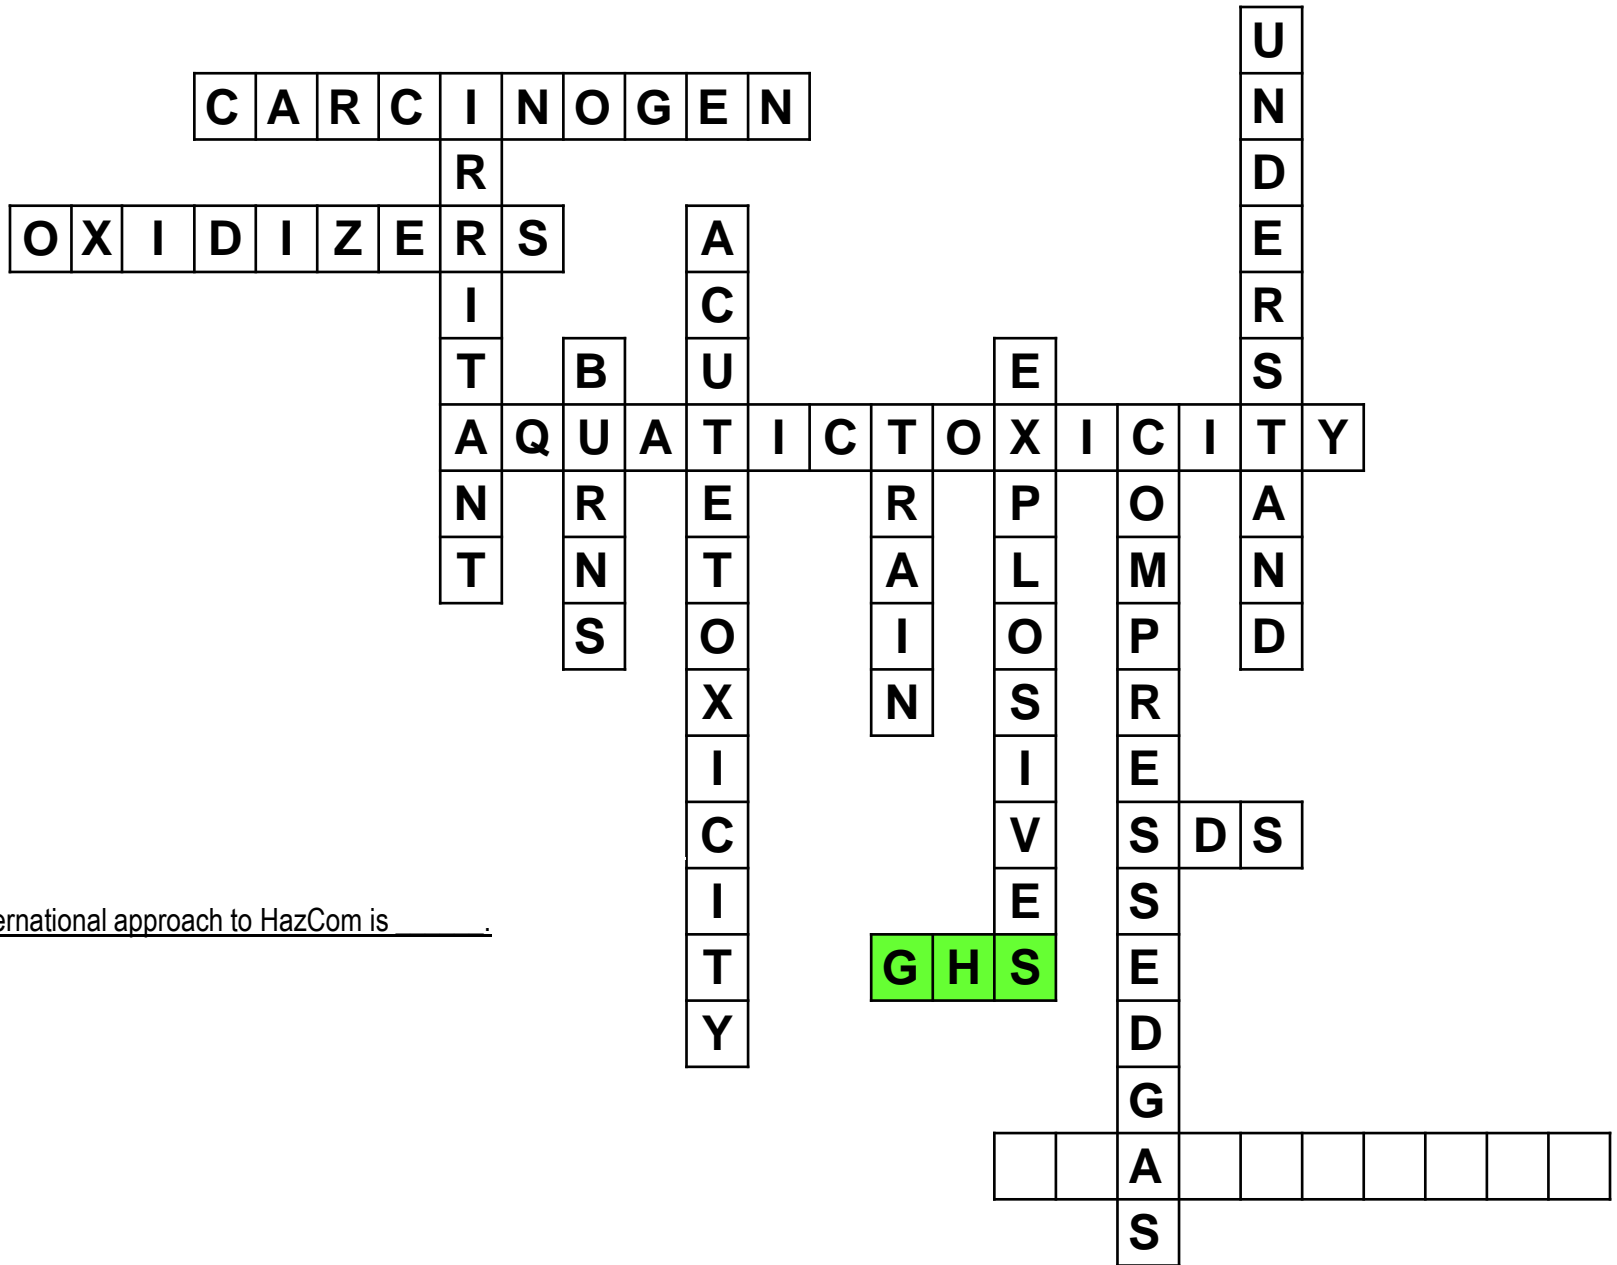 U
CARCINOGEN N
R D
OXIDIZERS A E
I C R
T B U E S
AQUATICTOXICITY
N R E R P O A
T N T A L M N
S O I O P D
X N S R
I I E
C V SDS
I E S
ernational approach to HazCom is ______.
T GHS E
Y D
G
A
S